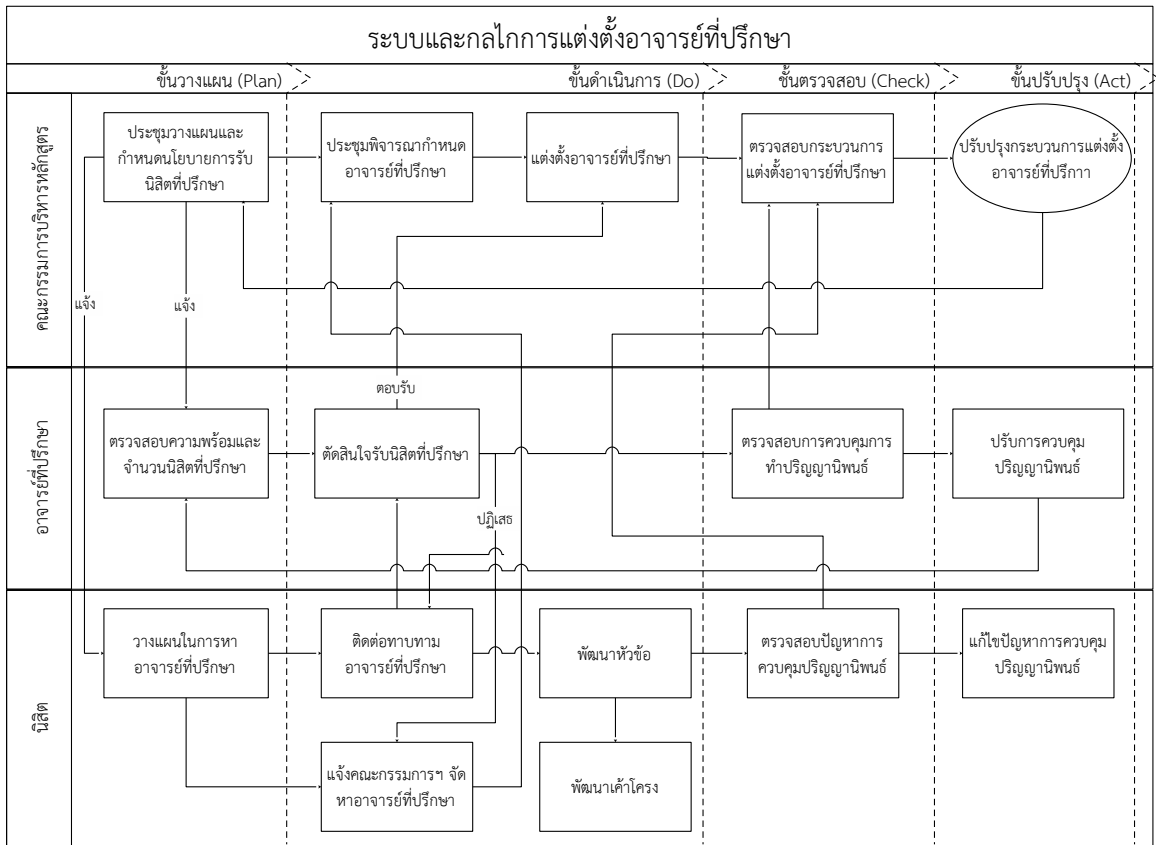 ระบบและกลไกการแต่งตั้งอาจารย์ที่ปรึกษา
ขั้นวางแผน (Plan)
ขั้นดำเนินการ (Do)
ชั้นตรวจสอบ (Check)
ขั้นปรับปรุง (Act)
คณะกรรมการบริหารหลักสูตร
ประชุมวางแผนและ
กำหนดนโยบายการรับ
นิสิตที่ปรึกษา
ประชุมพิจารณากำหนด
อาจารย์ที่ปรึกษา
แต่งตั้งอาจารย์ที่ปรึกษา
ตรวจสอบกระบวนการ
แต่งตั้งอาจารย์ที่ปรึกษา
ปรับปรุงกระบวนการแต่งตั้ง
อาจารย์ที่ปรึกาา
แจ้ง
แจ้ง
ตอบรับ
อาจารย์ที่ปรึกษา
ตรวจสอบความพร้อมและ
จำนวนนิสิตที่ปรึกษา
ตัดสินใจรับนิสิตที่ปรึกษา
ตรวจสอบการควบคุมการ
ทำปริญญานิพนธ์
ปรับการควบคุม
ปริญญานิพนธ์
ปฏิเสธ
นิสิต
วางแผนในการหา
อาจารย์ที่ปรึกษา
ติดต่อทาบทาม
อาจารย์ที่ปรึกษา
พัฒนาหัวข้อ
ตรวจสอบปัญหาการ
ควบคุมปริญญานิพนธ์
แก้ไขปัญหาการควบคุม
ปริญญานิพนธ์
แจ้งคณะกรรมการฯ จัด
หาอาจารย์ที่ปรึกษา
พัฒนาเค้าโครง